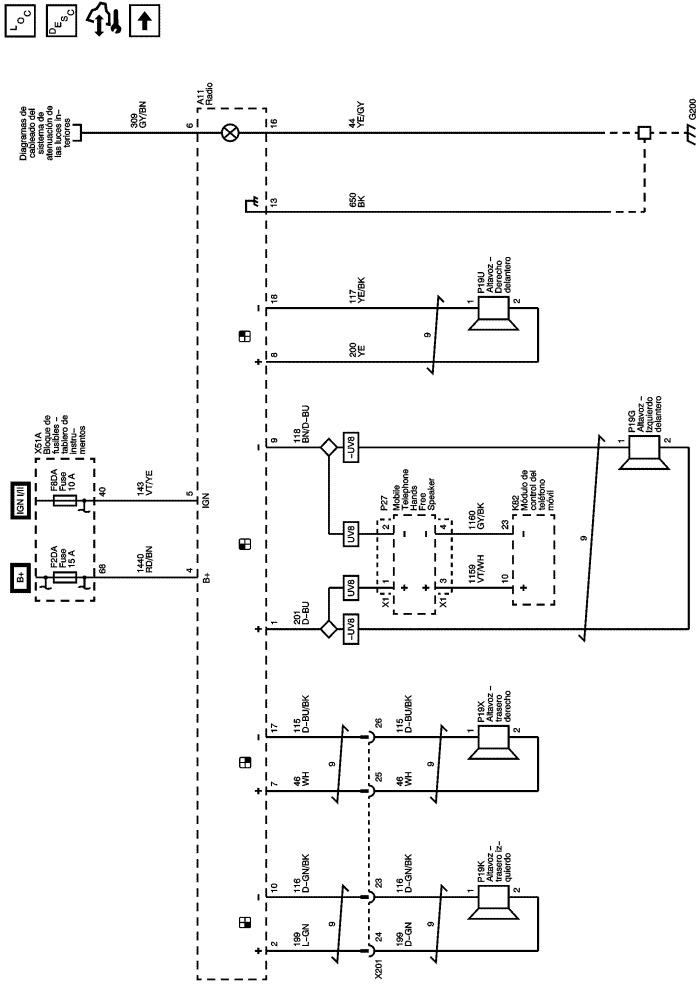 LOC
DESC
B+
IGN I/II
X51A
Bloque de
fusibles –
tablero de
instru–
mentos
F2DA
Fuse
15 A
F8DA
Fuse
10 A
68
40
1440
RD/BN
143
VT/YE
4
5
B+
IGN
Diagramas de
cableado del
sistema de
atenuación de
las luces in–
teriores
309
GY/BN
6
A11
Radio
+
-
+
-
+
-
+
-
2
10
7
17
1
9
8
18
13
16
199
L–GN
116
D–GN/BK
46
WH
115
D–BU/BK
201
D–BU
118
BN/D–BU
200
YE
117
YE/BK
650
BK
44
YE/GY
9
9
–UV8
UV8
UV8
–UV8
X201
24
23
25
26
X1
1
2
P27
Mobile
Telephone
Hands
Free
Speaker
+
-
+
-
X1
3
4
199
D–GN
116
D–GN/BK
46
WH
115
D–BU/BK
1159
VT/WH
1160
GY/BK
9
9
9
10
23
+
-
K82
Módulo de
control del
teléfono
móvil
1
2
P19K
Altavoz –
trasero iz–
quierdo
1
2
P19X
Altavoz –
trasero
derecho
1
2
P19U
Altavoz –
Derecho
delantero
9
1
2
P19G
Altavoz –
Izquierdo
delantero
G200